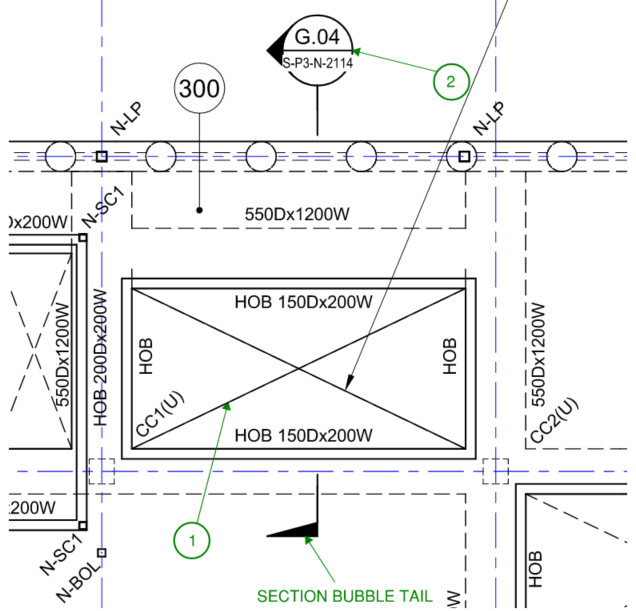 G.04
S-P3-N-2114
2
300
N-LP
N-LP
N-SC1
0x200W
550Dx1200W
HOB 150Dx200W
HOB
HOB
550Dx1200W
HOB 200Dx200W
550Dx1200W
CC1(U)
CC2(U)
HOB 150Dx200W
200W
1
N-SC1
N-BOL
HOB
W
SECTION BUBBLE TAIL